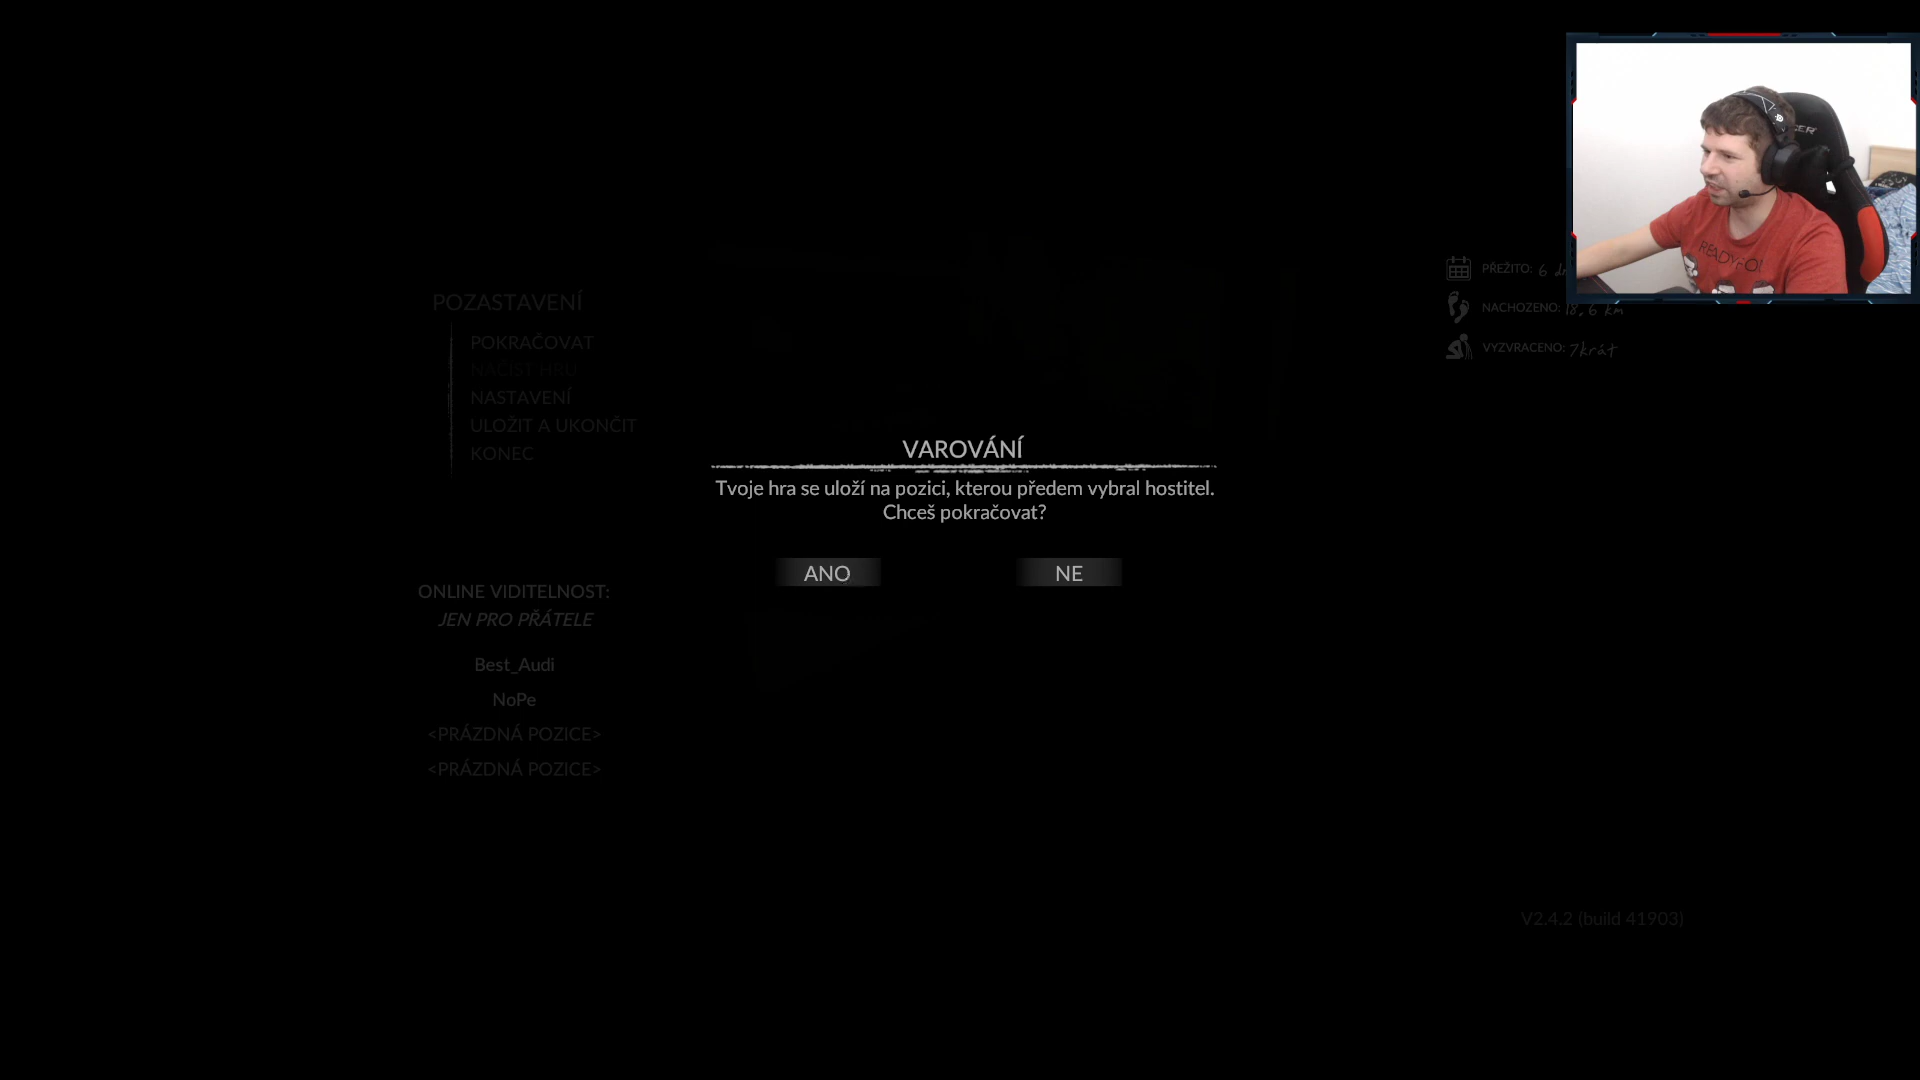 POZASTAVENÍ
POKRAČOVAT
NAČÍST HRU
NASTAVENÍ
ULOŽIT A UKONČIT
KONEC
VAROVÁNÍ
Tvoje hra se uloží na pozici, kterou předem vybral hostitel.
Chceš pokračovat?
ANO
NE
ONLINE VIDITELNOST:
JEN PRO PŘÁTELE
Best_Audi
NoPe
<PRÁZDNÁ POZICE>
<PRÁZDNÁ POZICE>
PŘEŽITO: 6
NACHOZENO: 18,6 km
VYZVRACENO: 7krát
V2.4.2 (build 41903)